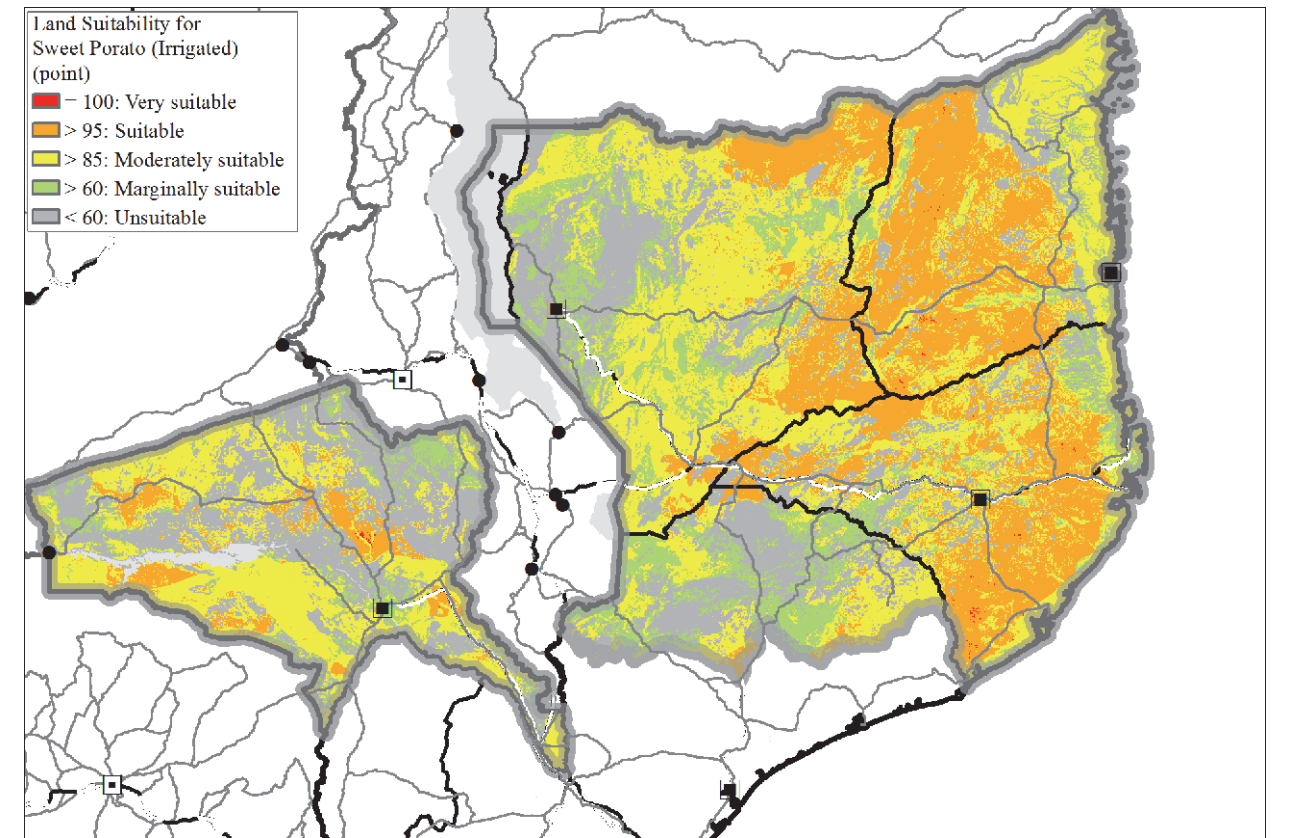 Land Suitability for
Sweet Porato (Irrigated)
(point)
= 100: Very suitable
> 95: Suitable
> 85: Moderately suitable
> 60: Marginally suitable
< 60: Unsuitable